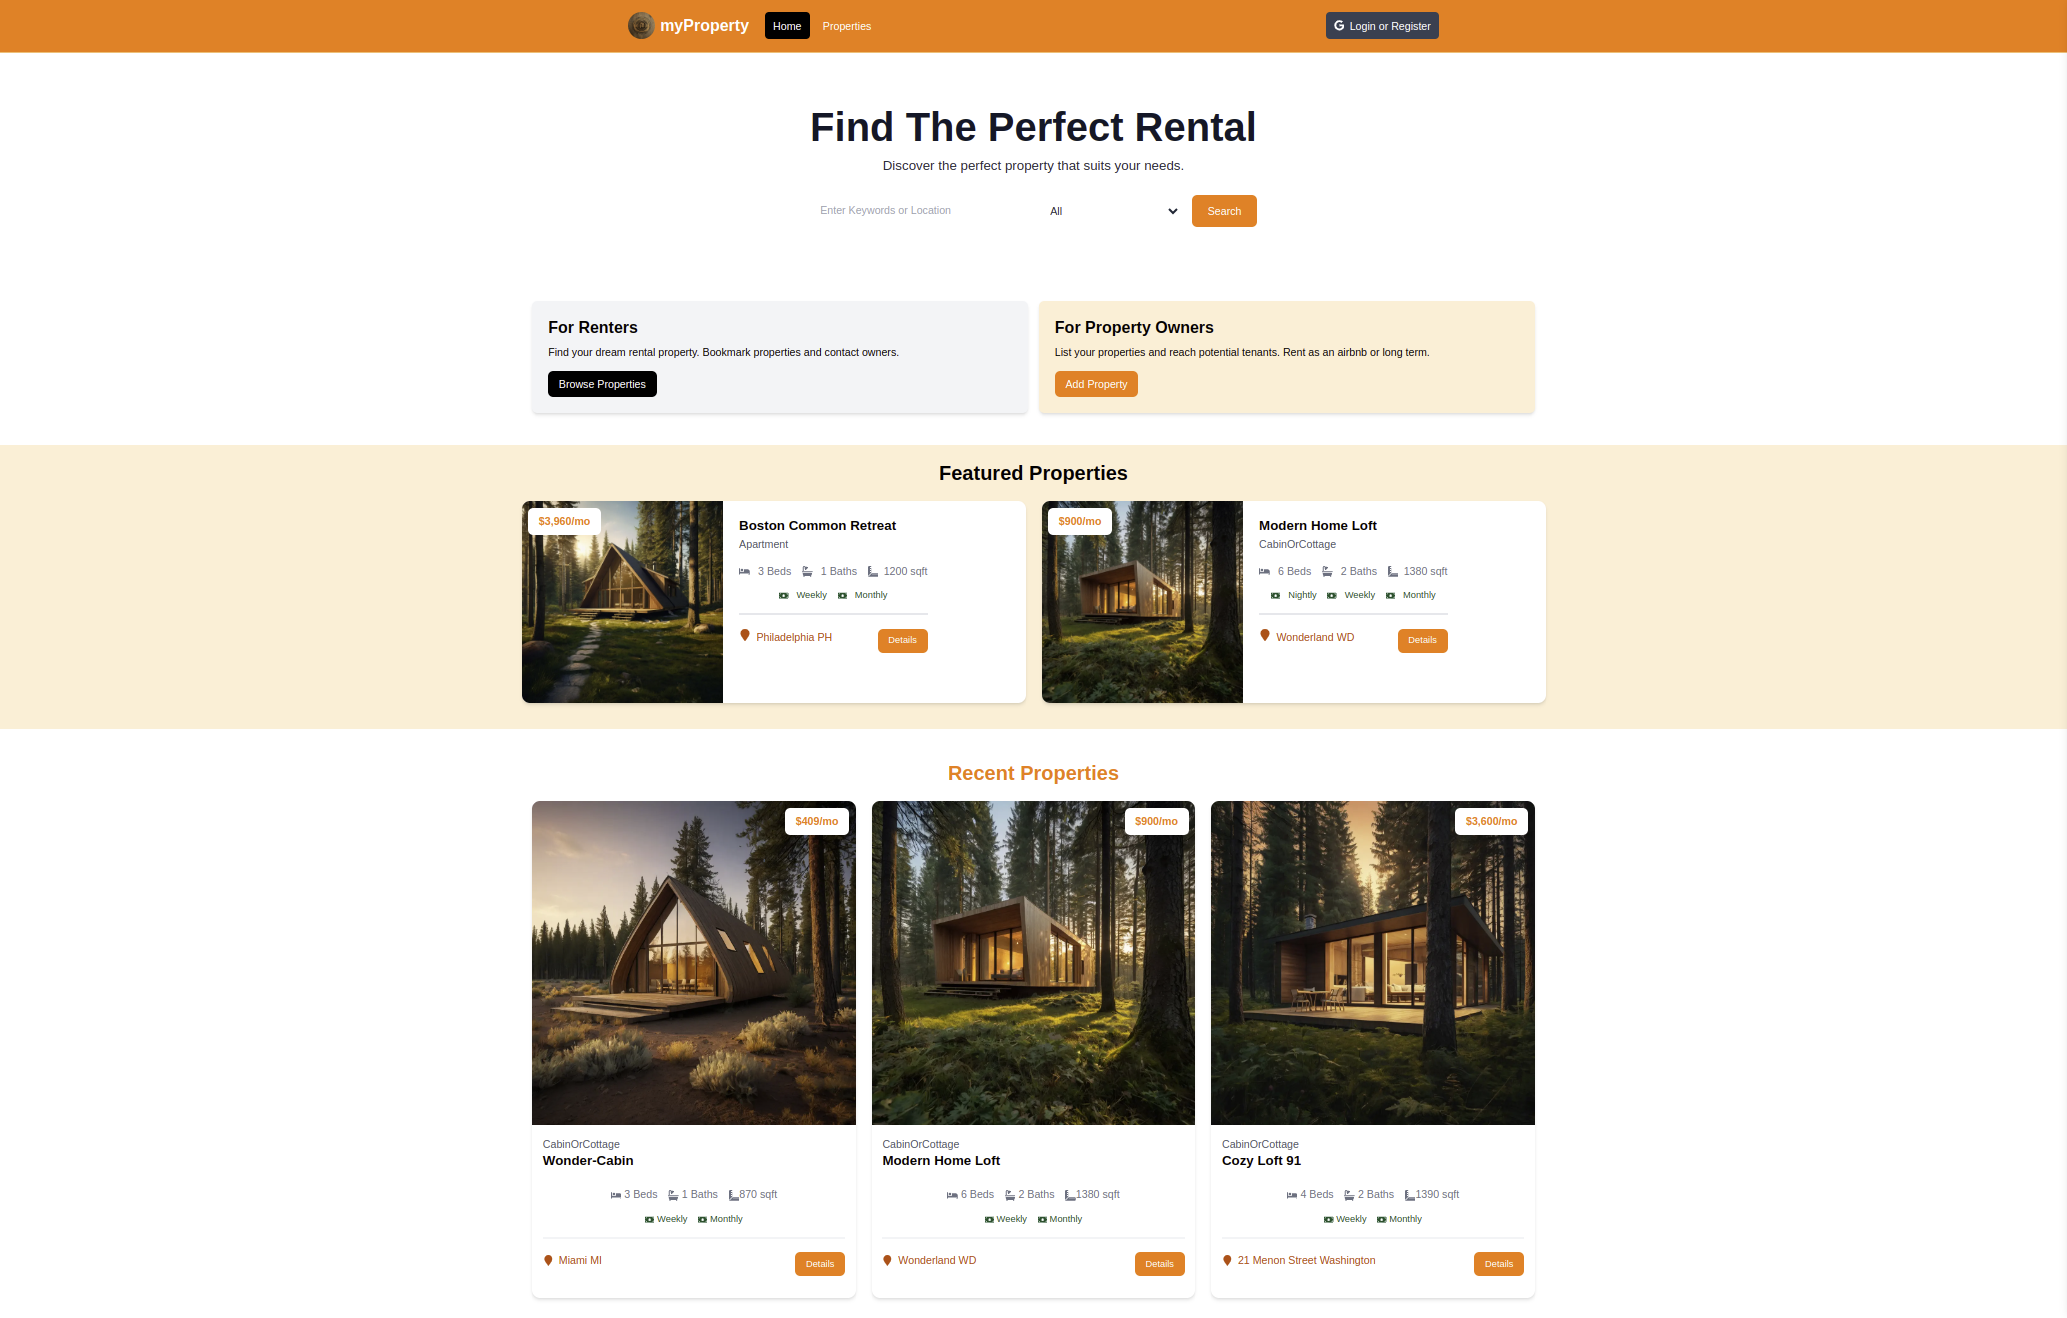 myProperty Home Properties Login or Register
Find The Perfect Rental
Discover the perfect property that suits your needs.
Enter Keywords or Location All Search
For Renters
Find your dream rental property. Bookmark properties and contact owners.
Browse Properties
For Property Owners
List your properties and reach potential tenants. Rent as an airbnb or long term.
Add Property
Featured Properties
$3,960/mo
Boston Common Retreat
Apartment
3 Beds 1 Baths 1200 sqft
Weekly Monthly
Philadelphia PH Details
$900/mo
Modern Home Loft
CabinOrCottage
6 Beds 2 Baths 1380 sqft
Nightly Weekly Monthly
Wonderland WD Details
Recent Properties
$409/mo
CabinOrCottage
Wonder-Cabin
3 Beds 1 Baths 870 sqft
Weekly Monthly
Miami MI Details
$900/mo
CabinOrCottage
Modern Home Loft
6 Beds 2 Baths 1380 sqft
Weekly Monthly
Wonderland WD Details
$3,600/mo
CabinOrCottage
Cozy Loft 91
4 Beds 2 Baths 1390 sqft
Weekly Monthly
21 Menon Street Washington Details